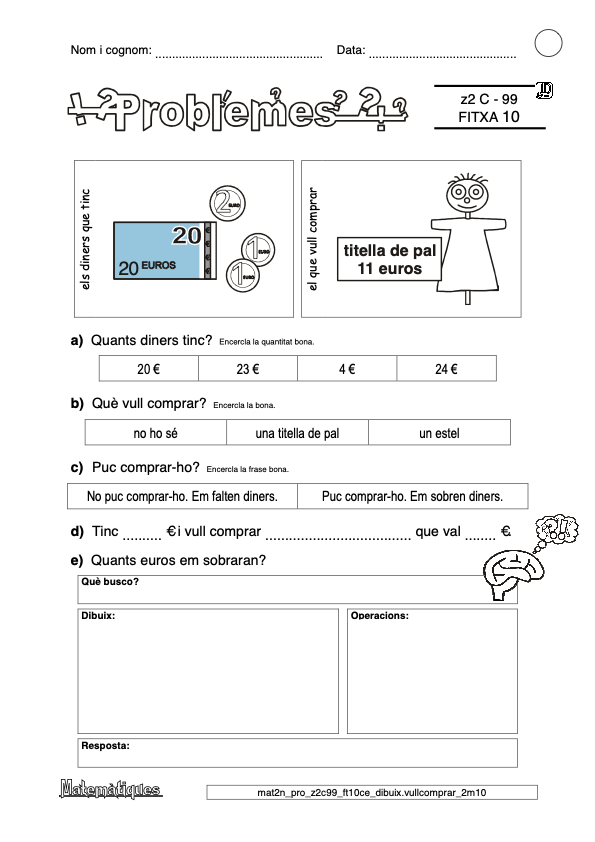 Nom i cognom: ................................................ Data: ..........................................
Problemes
z2 C - 99
FITXA 10
els diners que tinc
20
20 EUROS
2 EURO
1 EURO
1 EURO
el que vull comprar
titella de pal
11 euros
a) Quants diners tinc? Encercla la quantitat bona.
20 € 23 € 4 € 24 €
b) Què vull comprar? Encercla la bona.
no ho sé una titella de pal un estel
c) Puc comprar-ho? Encercla la frase bona.
No puc comprar-ho. Em falten diners. Puc comprar-ho. Em sobren diners.
d) Tinc ......... € i vull comprar .................................. que val ....... €.
e) Quants euros em sobraran?
Què busco?
Dibuix: Operacions:
Resposta:
Matemàtiques
mat2n_pro_z2c99_ft10ce_dibuix.vullcomprar_2m10